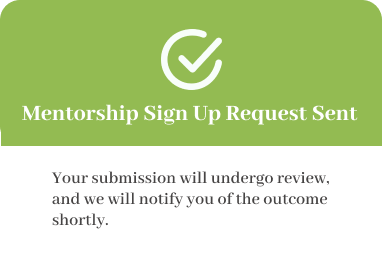 Mentorship Sign Up Request Sent
Your submission will undergo review,
and we will notify you of the outcome
shortly.